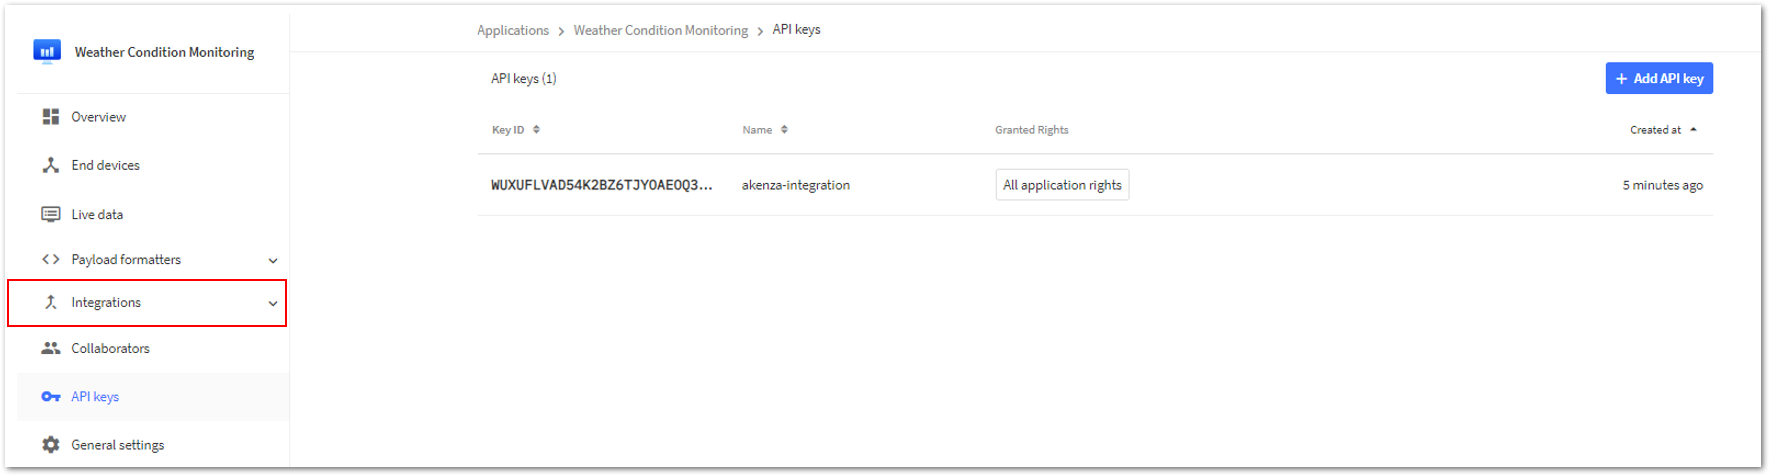 Weather Condition Monitoring
Overview
End devices
Live data
Payload formatters
Integrations
Collaborators
API keys
General settings
Applications > Weather Condition Monitoring > API keys
API keys (1)
+ Add API key
Key ID Name Granted Rights Created at
WUXUFLVAD54K2BZ6TJYOAEOQ3... akenza-integration All application rights 5 minutes ago